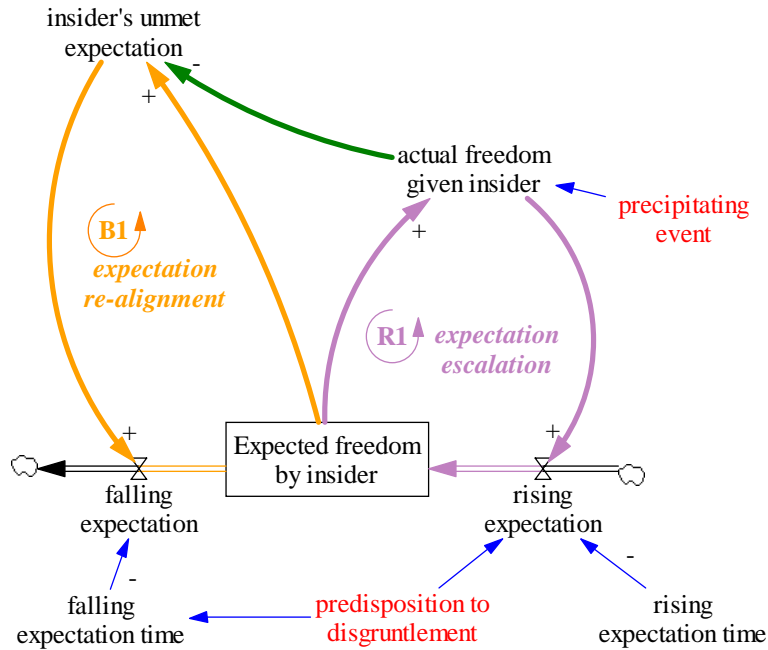 insider's unmet
expectation
-
+
actual freedom
given insider
precipitating
event
+
B1
expectation
re-alignment
R1
expectation
escalation
+
+
Expected freedom
by insider
falling
expectation
rising
expectation
-
-
falling
expectation time
predisposition to
disgruntlement
rising
expectation time